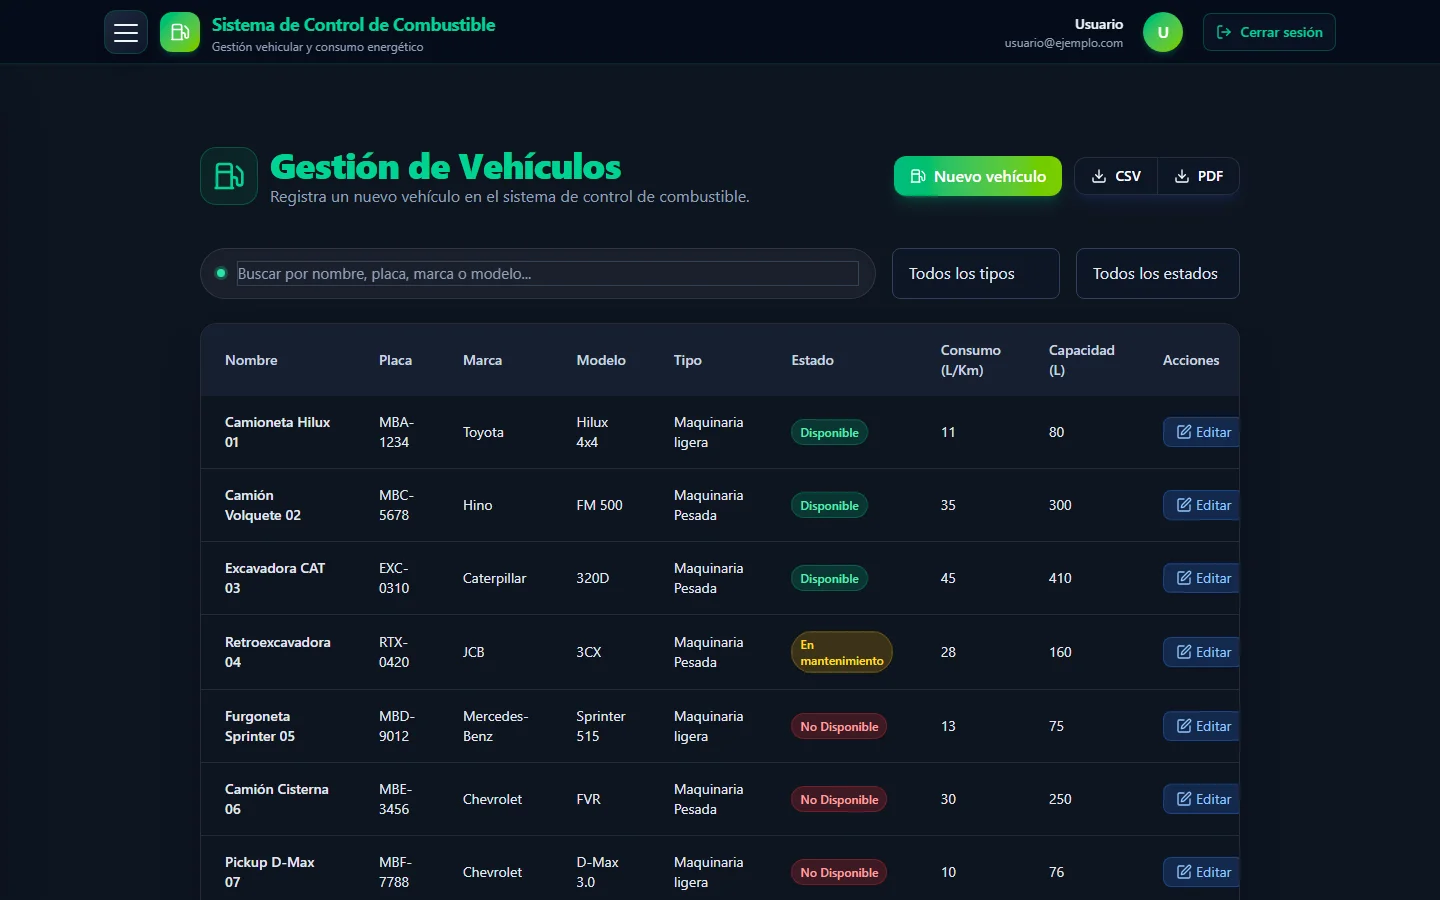 Sistema de Control de Combustible
Gestión vehicular y consumo energético
Usuario
usuario@ejemplo.com
U
Cerrar sesión
Gestión de Vehículos
Registra un nuevo vehículo en el sistema de control de combustible.
Nuevo vehículo
CSV
PDF
Buscar por nombre, placa, marca o modelo...
Todos los tipos
Todos los estados
Nombre
Placa
Marca
Modelo
Tipo
Estado
Consumo
(L/Km)
Capacidad
(L)
Acciones
Camioneta Hilux
01
MBA-
1234
Toyota
Hilux
4x4
Maquinaria
ligera
Disponible
11
80
Editar
Camión
Volquete 02
MBC-
5678
Hino
FM 500
Maquinaria
Pesada
Disponible
35
300
Editar
Excavadora CAT
03
EXC-
0310
Caterpillar
320D
Maquinaria
Pesada
Disponible
45
410
Editar
Retroexcavadora
04
RTX-
0420
JCB
3CX
Maquinaria
Pesada
En
mantenimiento
28
160
Editar
Furgoneta
Sprinter 05
MBD-
9012
Mercedes-
Benz
Sprinter
515
Maquinaria
ligera
No Disponible
13
75
Editar
Camión Cisterna
06
MBE-
3456
Chevrolet
FVR
Maquinaria
Pesada
No Disponible
30
250
Editar
Pickup D-Max
07
MBF-
7788
Chevrolet
D-Max
3.0
Maquinaria
ligera
No Disponible
10
76
Editar